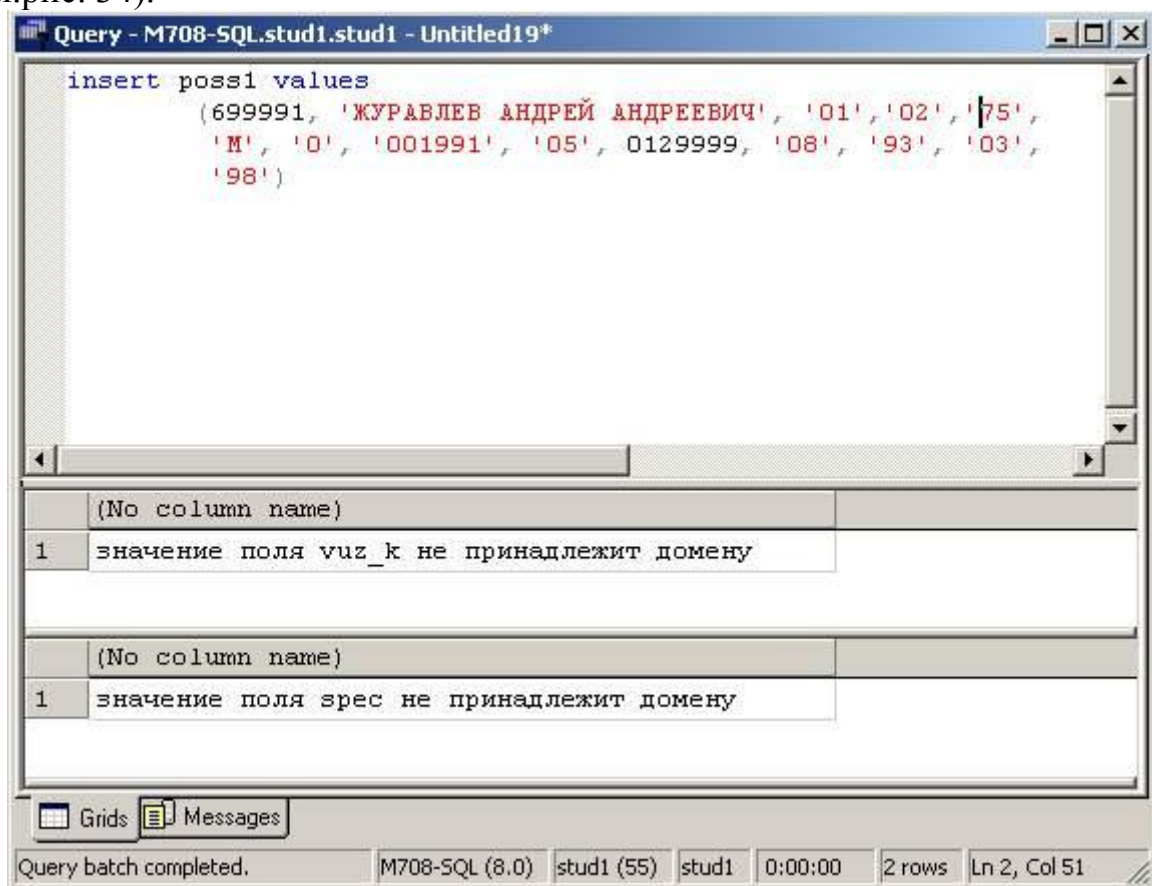 .рис. 34).
Query - M708-SQL.stud1.stud1 - Untitled19*
insert poss1 values
(699991, 'ЖУРАВЛЕВ АНДРЕЙ АНДРЕЕВИЧ', '01','02','75',
'М', 'О', '001991', '05', 0129999, '08', '93', '03',
'98')
(No column name)
1 значение поля vuz_k не принадлежит домену
(No column name)
1 значение поля spec не принадлежит домену
Grids Messages
Query batch completed. M708-SQL (8.0) stud1 (55) stud1 0:00:00 2 rows Ln 2, Col 51